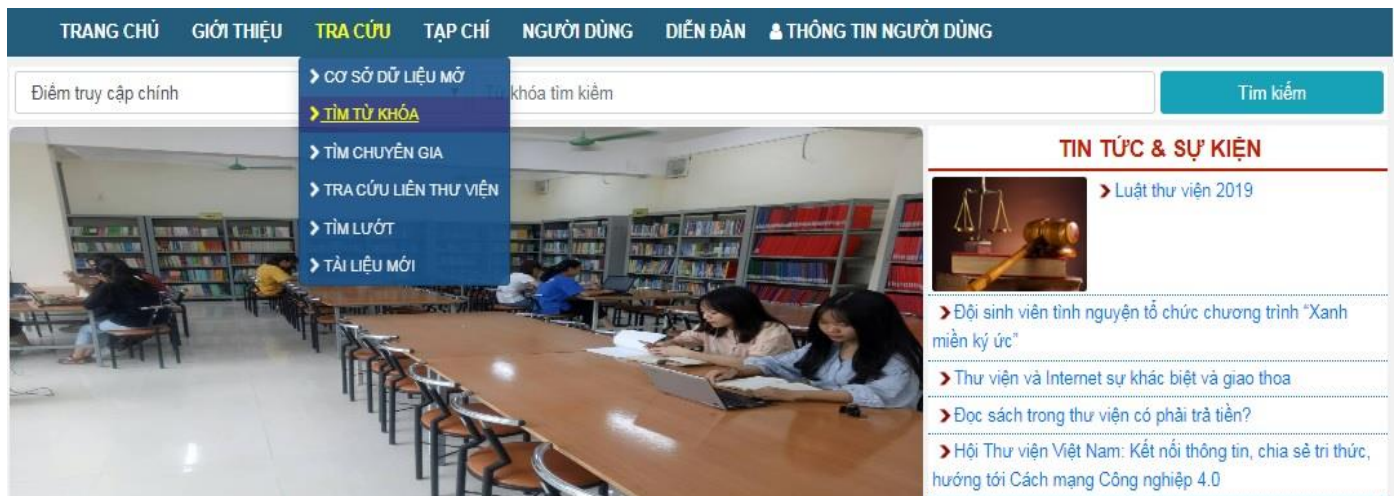 TRANG CHỦ GIỚI THIỆU TRA CỨU TẠP CHÍ NGƯỜI DÙNG DIỄN ĐÀN THÔNG TIN NGƯỜI DÙNG
Điểm truy cập chính
khóa tìm kiếm
Tìm kiếm
CƠ SỞ DỮ LIỆU MỞ
TÌM TỪ KHÓA
TÌM CHUYÊN GIA
TRA CỨU LIÊN THƯ VIỆN
TÌM LƯỚT
TÀI LIỆU MỚI
TIN TỨC & SỰ KIỆN
Luật thư viện 2019
Đội sinh viên tình nguyện tổ chức chương trình “Xanh
miền ký ức”
Thư viện và Internet sự khác biệt và giao thoa
Đọc sách trong thư viện có phải trả tiền?
Hội Thư viện Việt Nam: Kết nối thông tin, chia sẻ tri thức,
hướng tới Cách mạng Công nghiệp 4.0